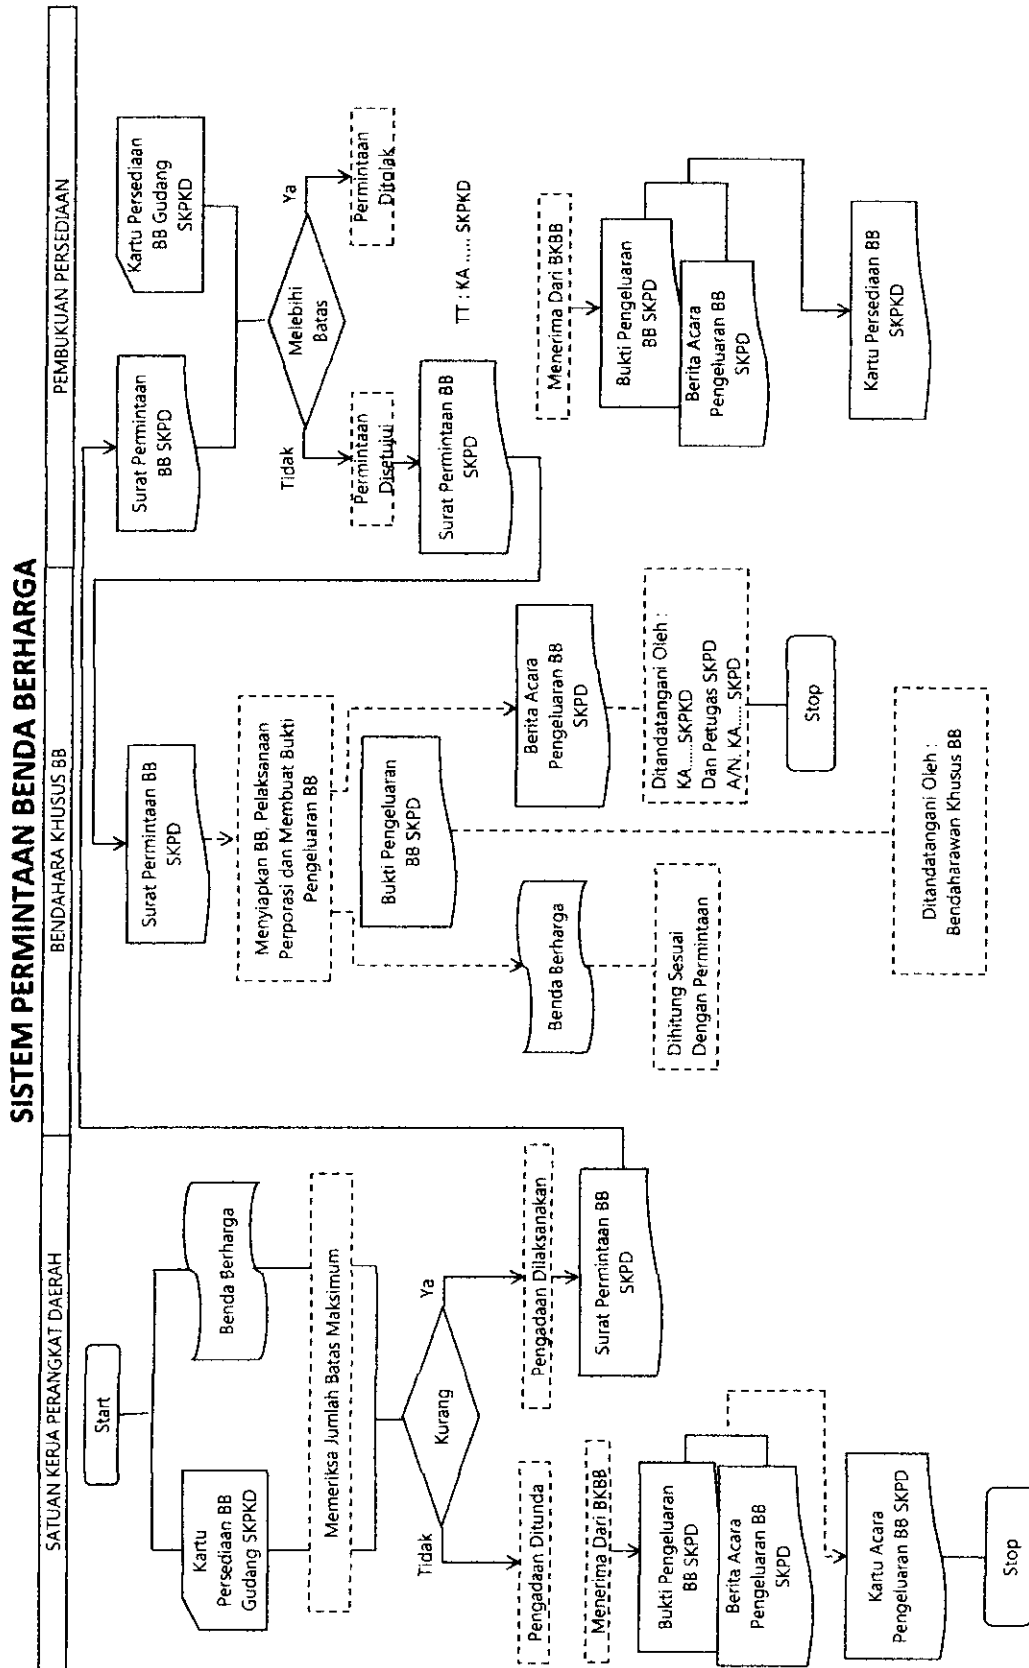 SISTEM PERMINTAAN BENDA BERHARGA
SATUAN KERJA PERANGKAT DAERAH
BENDAHARA KHUSUS BB
PEMBUKUAN PERSEDIAAN
Start
Kartu
Persediaan BB
Gudang SKPKD
Benda Berharga
Memeriksa Jumlah Batas Maksimum
Kurang
Tidak
Ya
Pengadaan Ditunda
Pengadaan Dilaksanakan
Surat Permintaan BB
SKPD
Menerima Dari BKBB
Bukti Pengeluaran
BB SKPD
Berita Acara
Pengeluaran BB
SKPD
Kartu Acara
Pengeluaran BB SKPD
Stop
Surat Permintaan BB
SKPD
Menyiapkan BB, Pelaksanaan
Perporasi dan Membuat Bukti
Pengeluaran BB
Bukti Pengeluran
BB SKPD
Benda Berharga
Berita Acara
Pengeluaran BB
SKPD
Dihitung Sesuai
Dengan Permintaan
Ditandatangani Oleh :
KA......SKPKD
Dan Petugas SKPD
A/N. KA...... SKPD
Stop
Ditandatangani Oleh :
Bendaharawan Khusus BB
Surat Permintaan
BB SKPD
Kartu Persediaan
BB Gudang
SKPKD
Melebihi
Batas
Tidak
Ya
Permintaan
Disetujui
Permintaan
Ditolak
Surat Permintaan BB
SKPD
TT : KA ..... SKPKD
Menerima Dari BKBB
Bukti Pengeluaran
BB SKPD
Berita Acara
Pengeluaran BB
SKPD
Kartu Persediaan BB
SKPKD